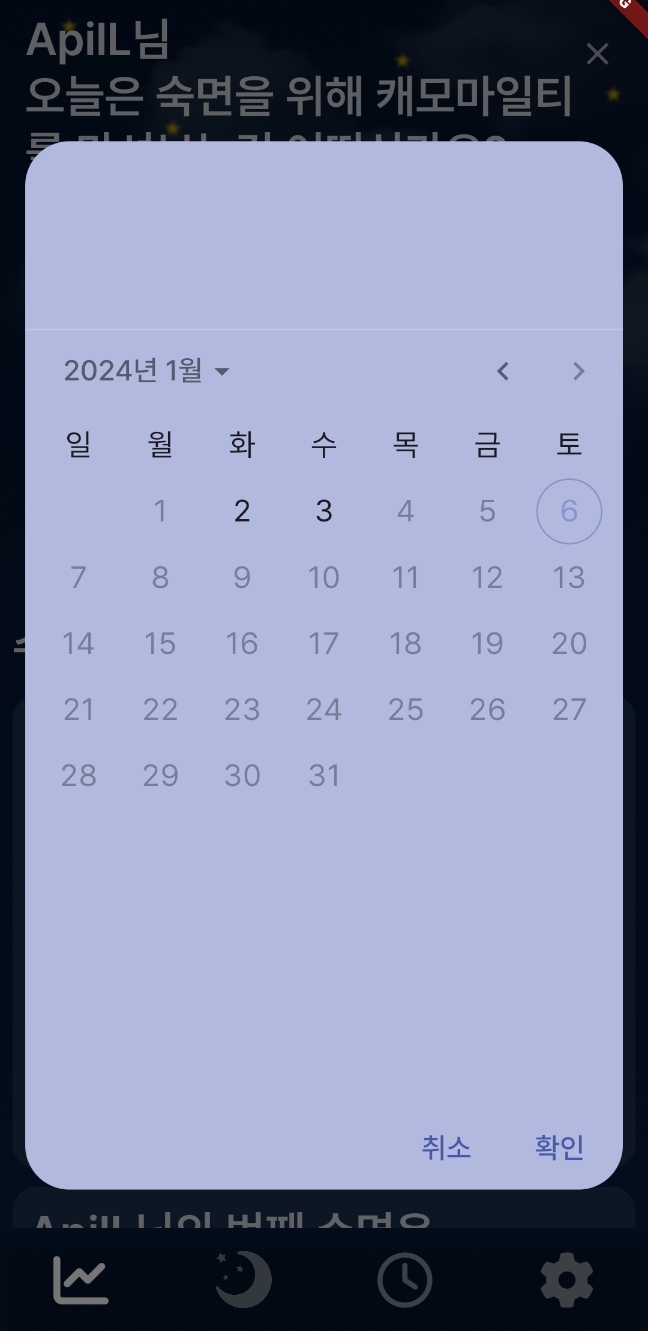 ApilL님
오늘은 숙면을 위해 캐모마일티
2024년 1월
일 월 화 수 목 금 토
1 2 3 4 5 6
7 8 9 10 11 12 13
14 15 16 17 18 19 20
21 22 23 24 25 26 27
28 29 30 31
취소 확인